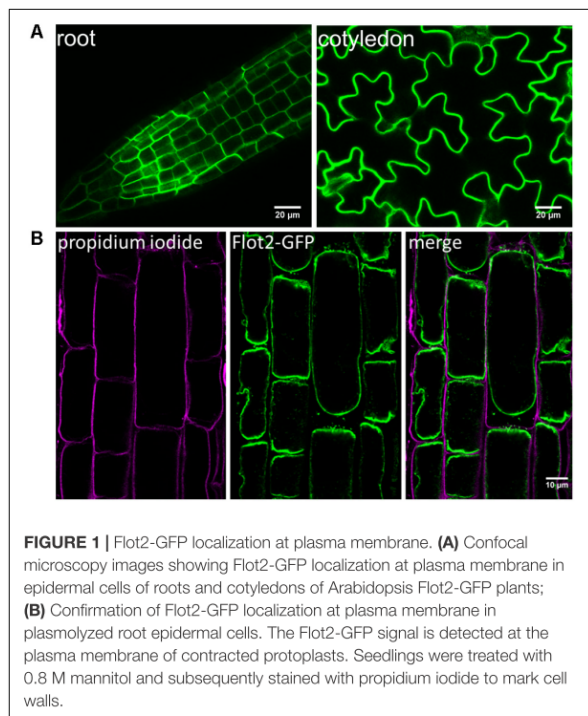 A
root
cotyledon
20 µm
20 µm
B
propidium iodide
Flot2-GFP
merge
10 µm
FIGURE 1 | Flot2-GFP localization at plasma membrane. (A) Confocal
microscopy images showing Flot2-GFP localization at plasma membrane in
epidermal cells of roots and cotyledons of Arabidopsis Flot2-GFP plants;
(B) Confirmation of Flot2-GFP localization at plasma membrane in
plasmolyzed root epidermal cells. The Flot2-GFP signal is detected at the
plasma membrane of contracted protoplasts. Seedlings were treated with
0.8 M mannitol and subsequently stained with propidium iodide to mark cell
walls.